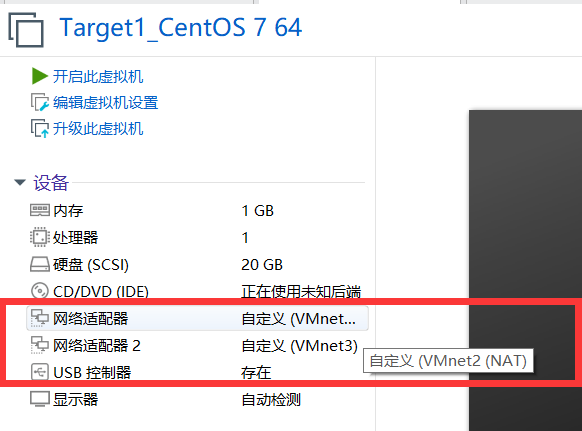 Target1_CentOS 7 64
开启此虚拟机
编辑虚拟机设置
升级此虚拟机
设备
内存 1 GB
处理器 1
硬盘 (SCSI) 20 GB
CD/DVD (IDE) 正在使用未知后端
网络适配器 自定义 (VMnet...
网络适配器 2 自定义 (VMnet3)
自定义 (VMnet2 (NAT)
USB 控制器 存在
显示器 自动检测